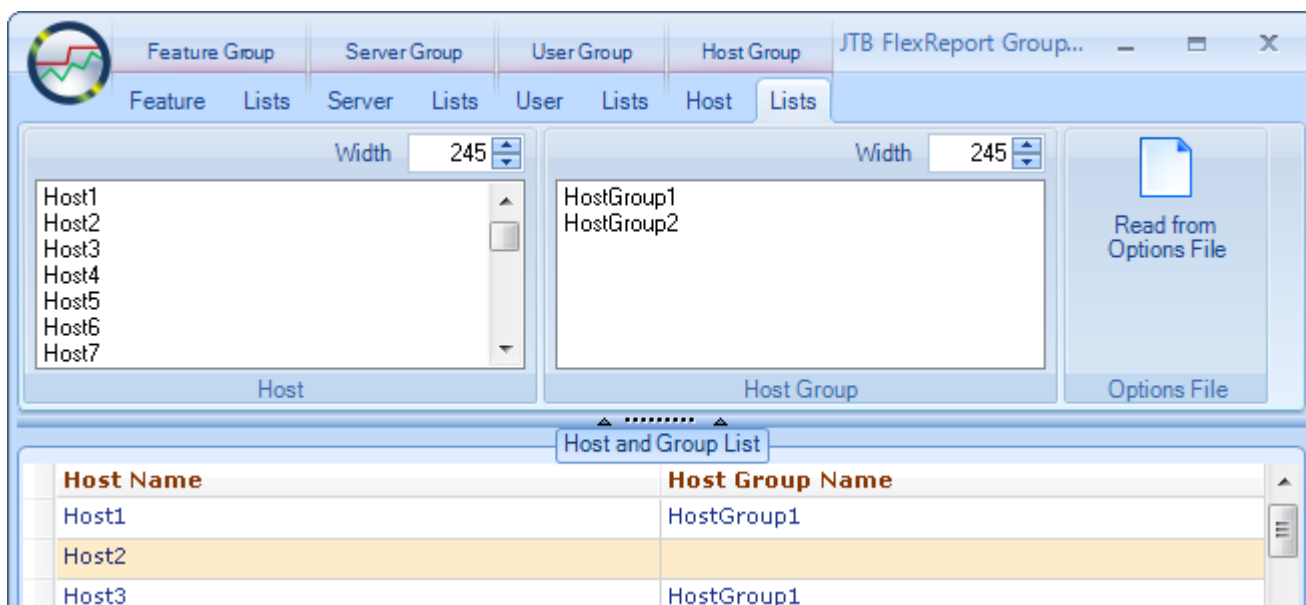 Feature Group Server Group User Group Host Group JTB FlexReport Group...
Feature Lists Server Lists User Lists Host Lists
Width 245
Host1
Host2
Host3
Host4
Host5
Host6
Host7
Host
Width 245
HostGroup1
HostGroup2
Host Group
Read from
Options File
Options File
Host and Group List
Host Name Host Group Name
Host1 HostGroup1
Host2
Host3 HostGroup1